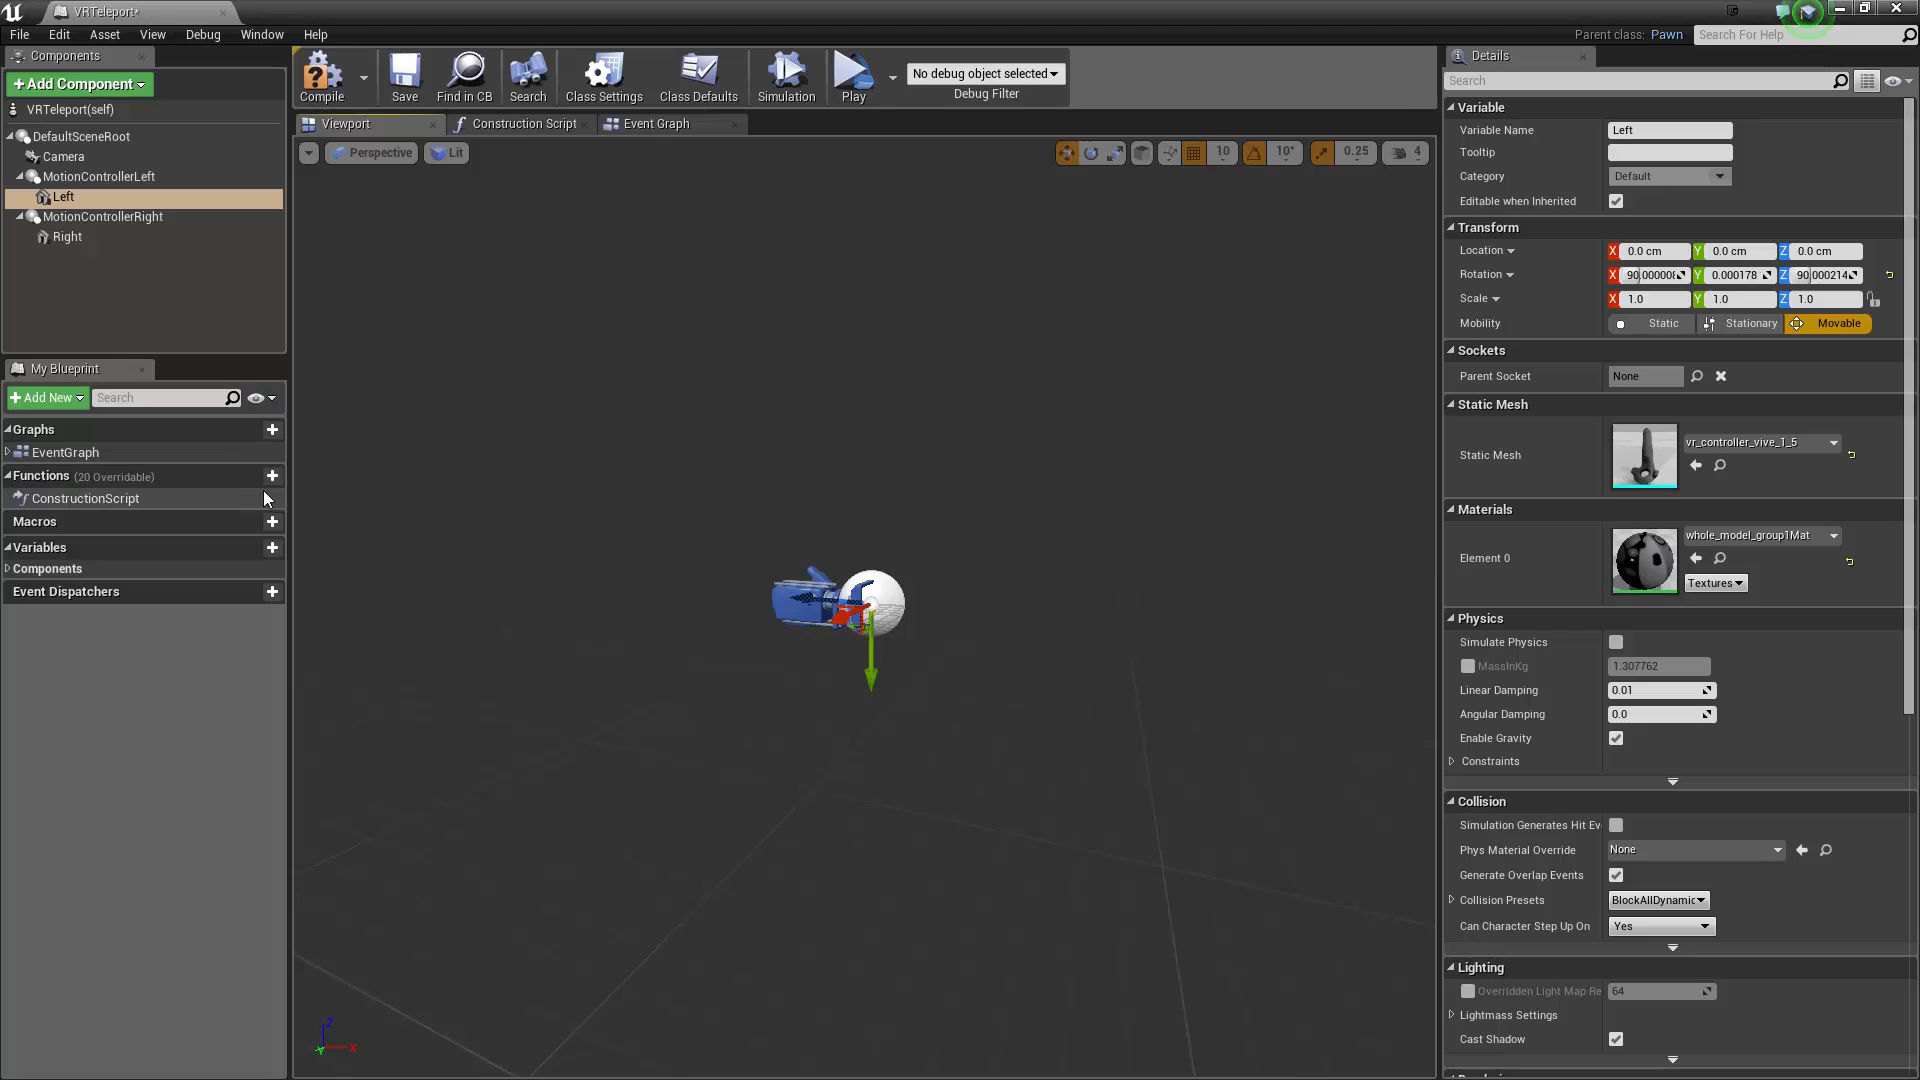 VRTeleport*
File Edit Asset View Debug Window Help
Parent class: Pawn
Search For Help
Components
+Add Component
VRTeleport(self)
DefaultSceneRoot
Camera
MotionControllerLeft
Left
MotionControllerRight
Right
My Blueprint
+Add New
Search
Graphs
EventGraph
Functions (20 Overridable)
ConstructionScript
Macros
Variables
Components
Event Dispatchers
Compile
Save
Find in CB
Search
Class Settings
Class Defaults
Simulation
Play
No debug object selected
Debug Filter
Viewport
Construction Script
Event Graph
Perspective
Lit
10
10°
0.25
4
Z
X
Y
Details
Search
Variable
Variable Name Left
Tooltip
Category Default
Editable when Inherited
Transform
Location X 0.0 cm Y 0.0 cm Z 0.0 cm
Rotation X 90.000008 Y 0.000178 Z 90.000214
Scale X 1.0 Y 1.0 Z 1.0
Mobility Static Stationary Movable
Sockets
Parent Socket None
Static Mesh
Static Mesh vr_controller_vive_1_5
Materials
Element 0 whole_model_group1Mat
Textures
Physics
Simulate Physics
MassInKg 1.307762
Linear Damping 0.01
Angular Damping 0.0
Enable Gravity
Constraints
Collision
Simulation Generates Hit Ev
Phys Material Override None
Generate Overlap Events
Collision Presets BlockAllDynamic
Can Character Step Up On Yes
Lighting
Overridden Light Map Re 64
Lightmass Settings
Cast Shadow